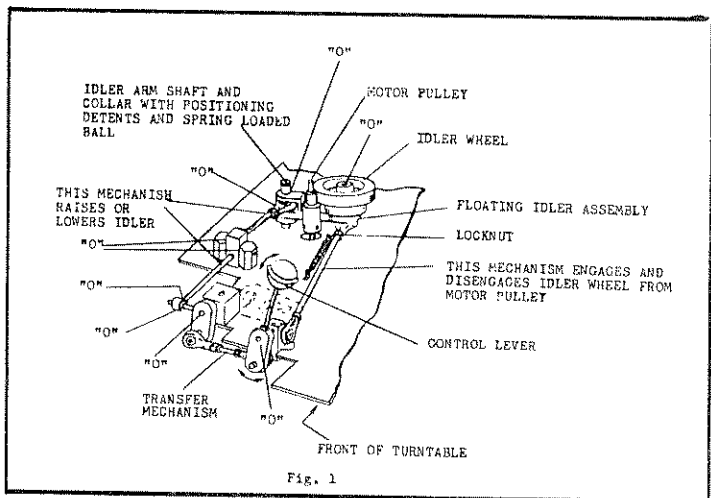 "O"
IDLER ARM SHAFT AND
COLLAR WITH POSITIONING
DETENTS AND SPRING LOADED
BALL
MOTOR PULLEY
"O"
IDLER WHEEL
"O"
THIS MECHANISM
RAISES OR
LOWERS IDLER
FLOATING IDLER ASSEMBLY
LOCKNUT
"O"
THIS MECHANISM ENGAGES AND
DISENGAGES IDLER WHEEL FROM
MOTOR PULLEY
"O"
"O"
"O"
CONTROL LEVER
TRANSFER
MECHANISM
"O"
FRONT OF TURNTABLE
Fig. 1